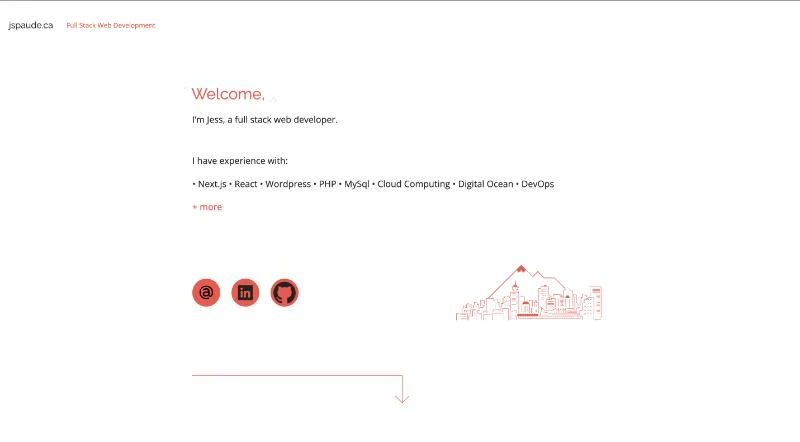 jspaude.ca Full Stack Web Development
Welcome,
I'm Jess, a full stack web developer.
I have experience with:
• Next.js • React • Wordpress • PHP • MySql • Cloud Computing • Digital Ocean • DevOps
+ more
@
in